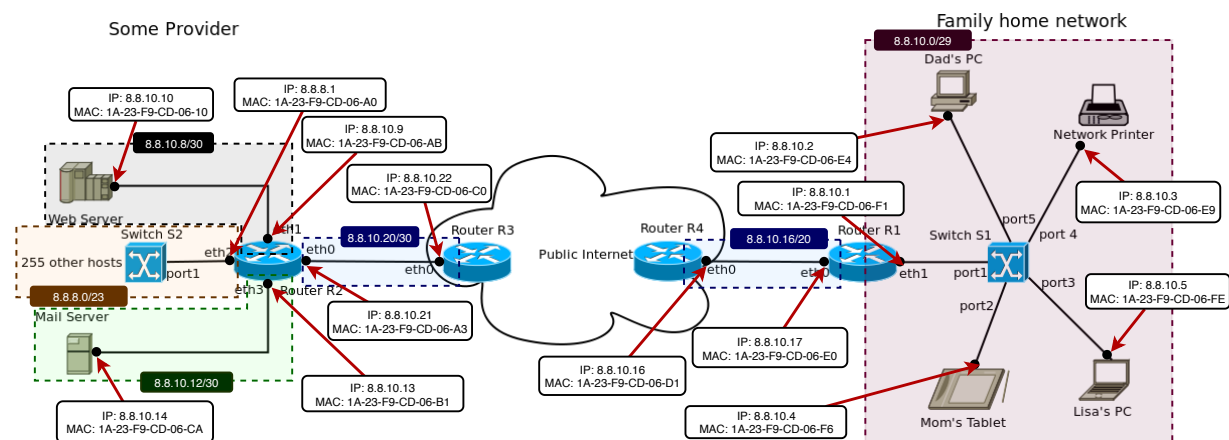 Some Provider
Family home network
8.8.10.0/29
Dad's PC
IP: 8.8.10.10
MAC: 1A-23-F9-CD-06-10
IP: 8.8.8.1
MAC: 1A-23-F9-CD-06-A0
IP: 8.8.10.9
MAC: 1A-23-F9-CD-06-AB
8.8.10.8/30
IP: 8.8.10.22
MAC: 1A-23-F9-CD-06-C0
IP: 8.8.10.2
MAC: 1A-23-F9-CD-06-E4
Network Printer
IP: 8.8.10.1
MAC: 1A-23-F9-CD-06-F1
IP: 8.8.10.3
MAC: 1A-23-F9-CD-06-E9
Web Server
Switch S2
eth1
eth2
eth0
8.8.10.20/30
Router R3
Router R4
8.8.10.16/20
Router R1
Switch S1
port5
port 4
255 other hosts
port1
eth0
Public Internet
eth0
eth0
eth1
port1
port3
port2
8.8.8.0/23
eth3
Router R2
Mail Server
IP: 8.8.10.21
MAC: 1A-23-F9-CD-06-A3
IP: 8.8.10.5
MAC: 1A-23-F9-CD-06-FE
IP: 8.8.10.17
MAC: 1A-23-F9-CD-06-E0
IP: 8.8.10.16
MAC: 1A-23-F9-CD-06-D1
8.8.10.12/30
IP: 8.8.10.13
MAC: 1A-23-F9-CD-06-B1
IP: 8.8.10.14
MAC: 1A-23-F9-CD-06-CA
IP: 8.8.10.4
MAC: 1A-23-F9-CD-06-F6
Mom's Tablet
Lisa's PC